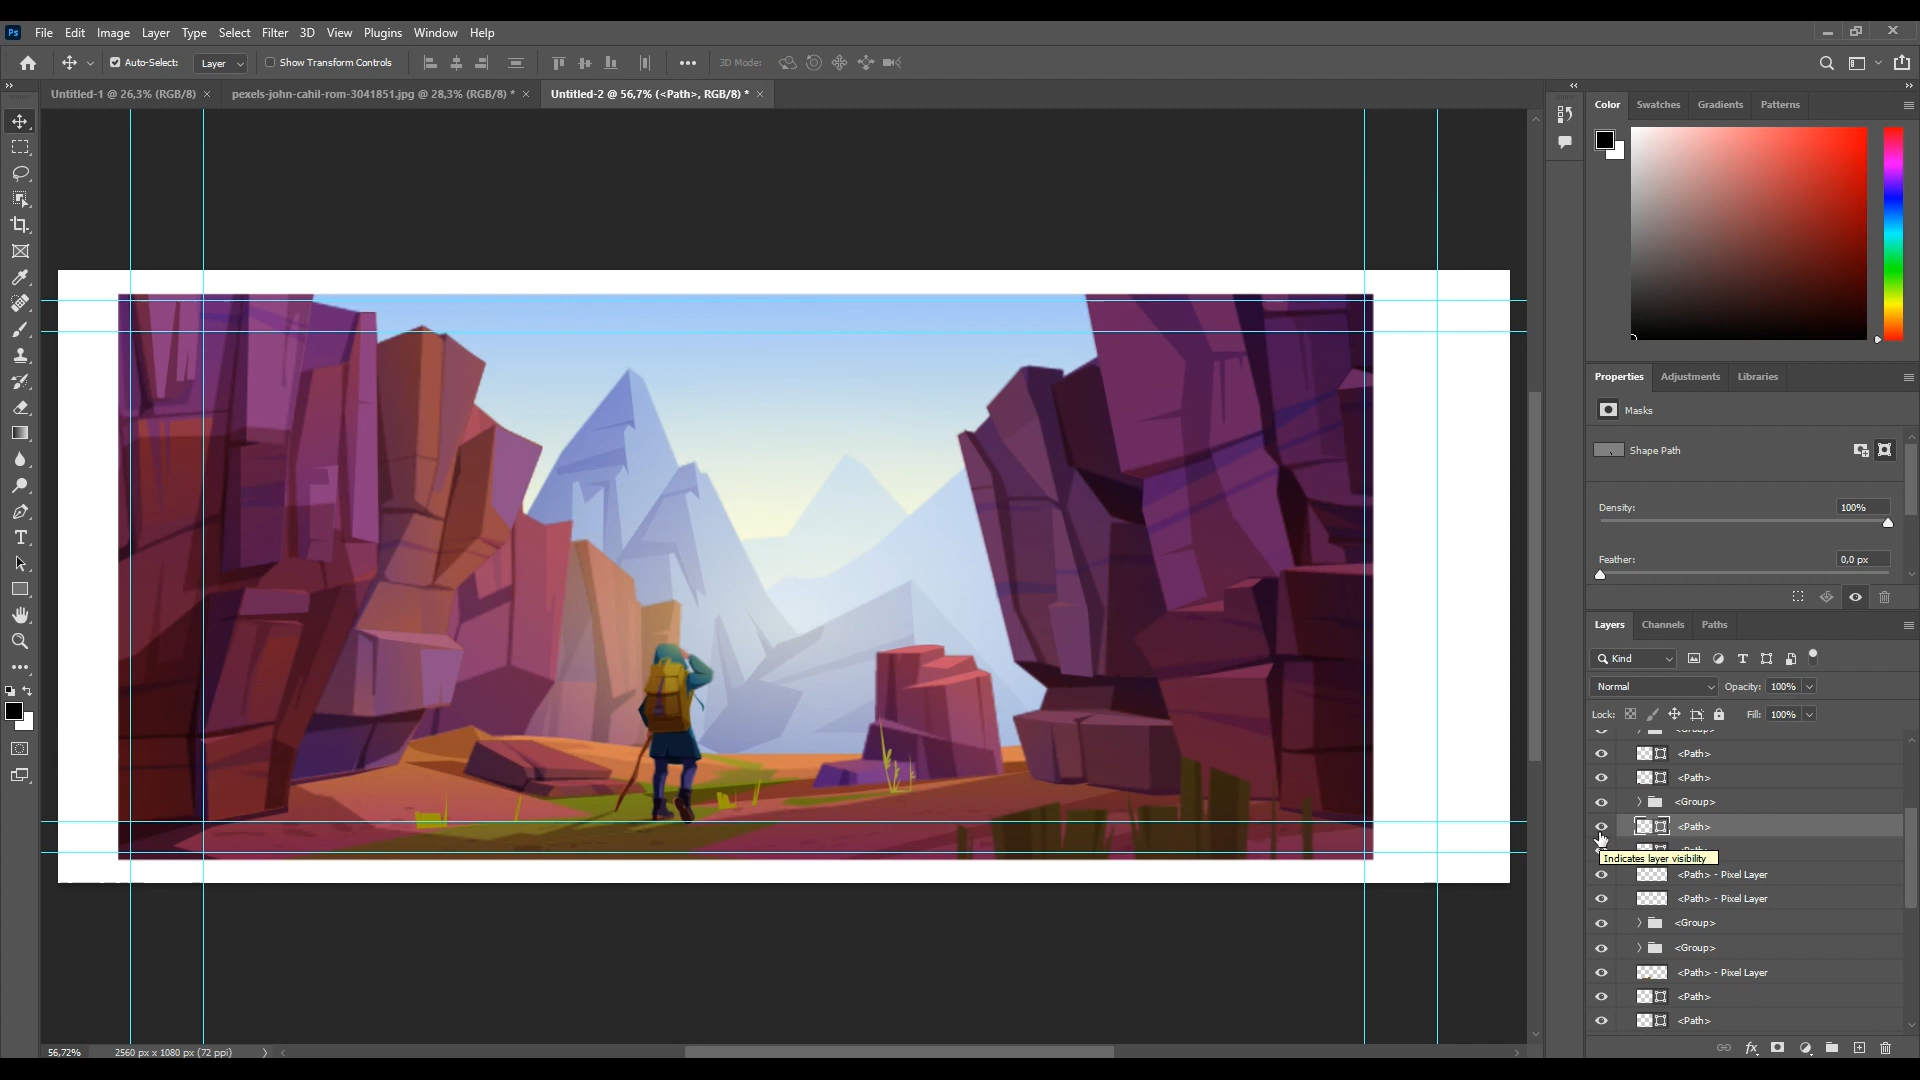 Ps File Edit Image Layer Type Select Filter 3D View Plugins Window Help
Auto-Select: Layer Show Transform Controls 3D Mode:
Untitled-1 @ 26,3% (RGB/8) × pexels-john-cahil-rom-3041851.jpg @ 28,3% (RGB/8) * × Untitled-2 @ 56,7% (<Path>, RGB/8) * ×
Color Swatches Gradients Patterns
Properties Adjustments Libraries
Masks
Shape Path
Density: 100%
Feather: 0,0 px
Layers Channels Paths
Kind
Normal Opacity: 100%
Lock: Fill: 100%
<Group>
<Path>
<Path>
<Group>
<Path>
<Path>
Indicates layer visibility
<Path> - Pixel Layer
<Path> - Pixel Layer
<Group>
<Group>
<Path> - Pixel Layer
<Path>
<Path>
56,72% 2560 px x 1080 px (72 ppi)